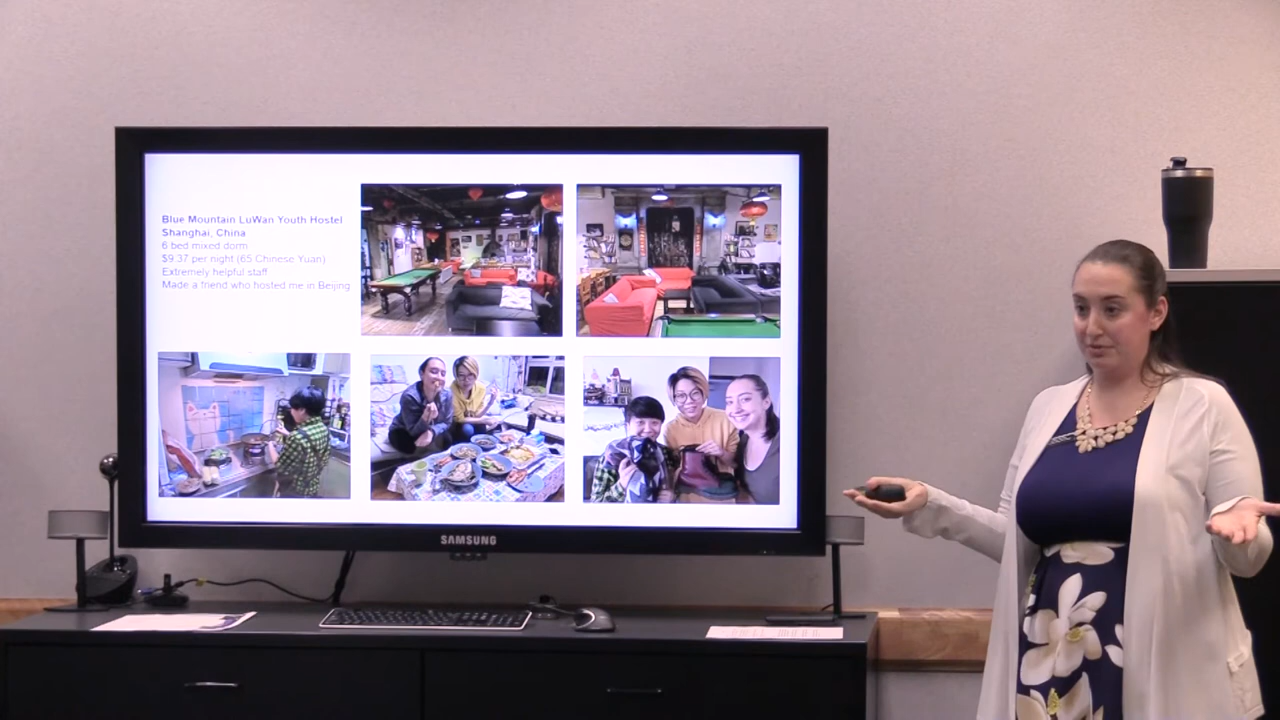 Blue Mountain LuWan Youth Hostel
Shanghai, China
6 bed mixed dorm
$9.37 per night (65 Chinese Yuan)
Extremely helpful staff
Made a friend who hosted me in Beijing
SAMSUNG